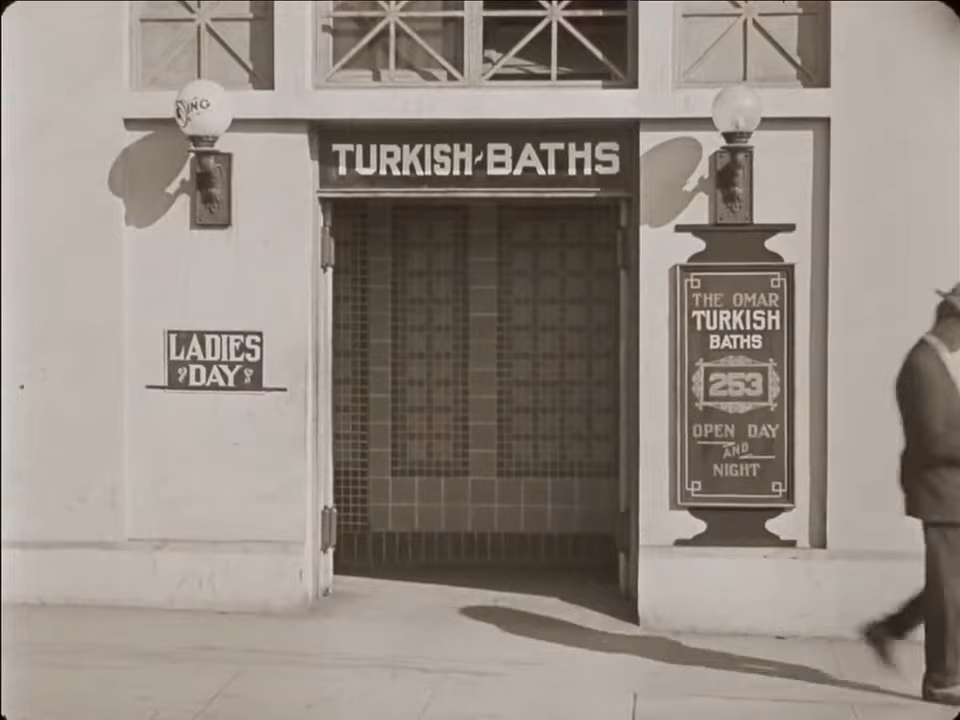 TURKISH-BATHS
LADIES
DAY
THE OMAR
TURKISH
BATHS
253
OPEN DAY
AND
NIGHT